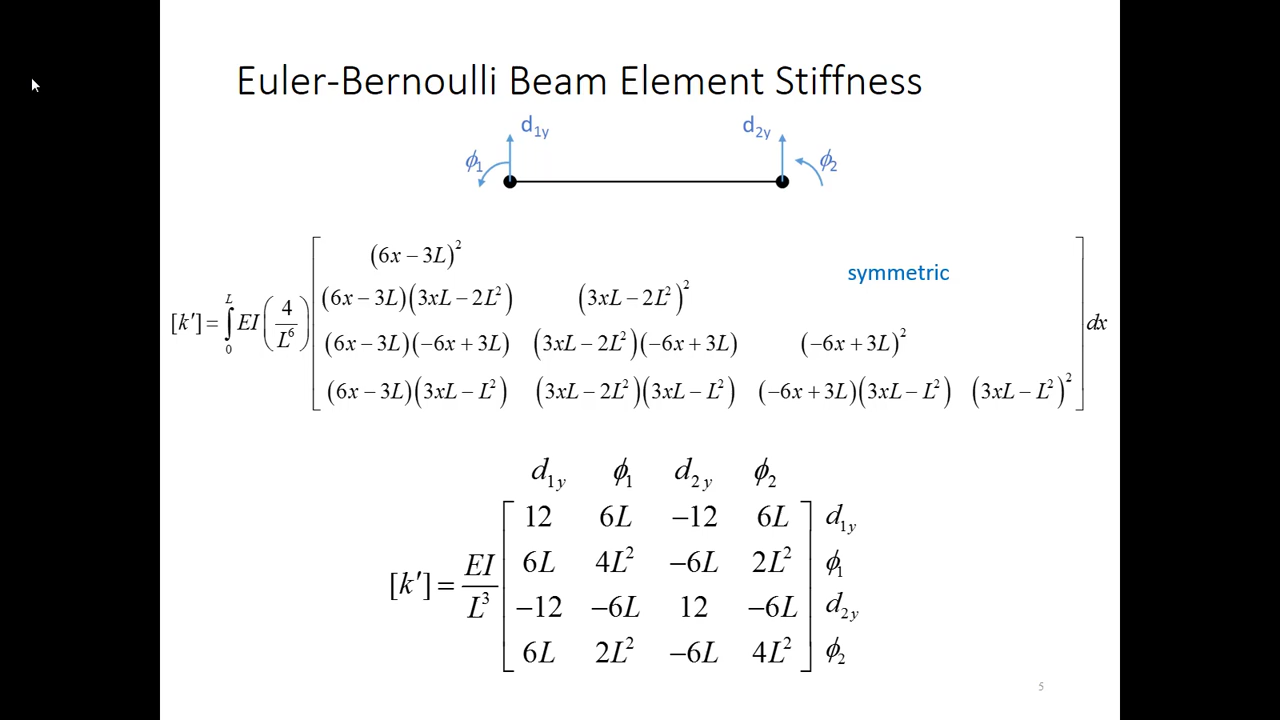 Euler-Bernoulli Beam Element Stiffness
d₁y d₂y
ϕ₁ ϕ₂
(6x − 3L)²
symmetric
(6x − 3L)(3xL − 2L²) (3xL − 2L²)²
[k′] = ∫₀ᴸ EI (4/L⁶) dx
(6x − 3L)(−6x + 3L) (3xL − 2L²)(−6x + 3L) (−6x + 3L)²
(6x − 3L)(3xL − L²) (3xL − 2L²)(3xL − L²) (−6x + 3L)(3xL − L²) (3xL − L²)²
d₁y ϕ₁ d₂y ϕ₂
12 6L −12 6L d₁y
6L 4L² −6L 2L² ϕ₁
[k′] = EI/L³
−12 −6L 12 −6L d₂y
6L 2L² −6L 4L² ϕ₂
5